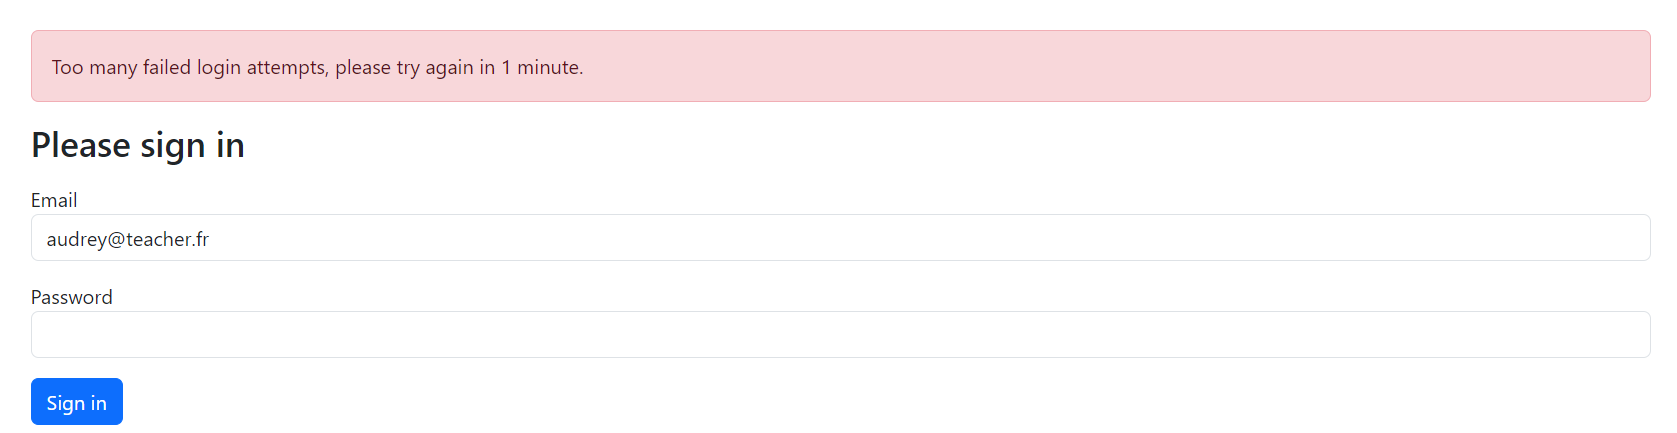 Too many failed login attempts, please try again in 1 minute.
Please sign in
Email
audrey@teacher.fr
Password
Sign in